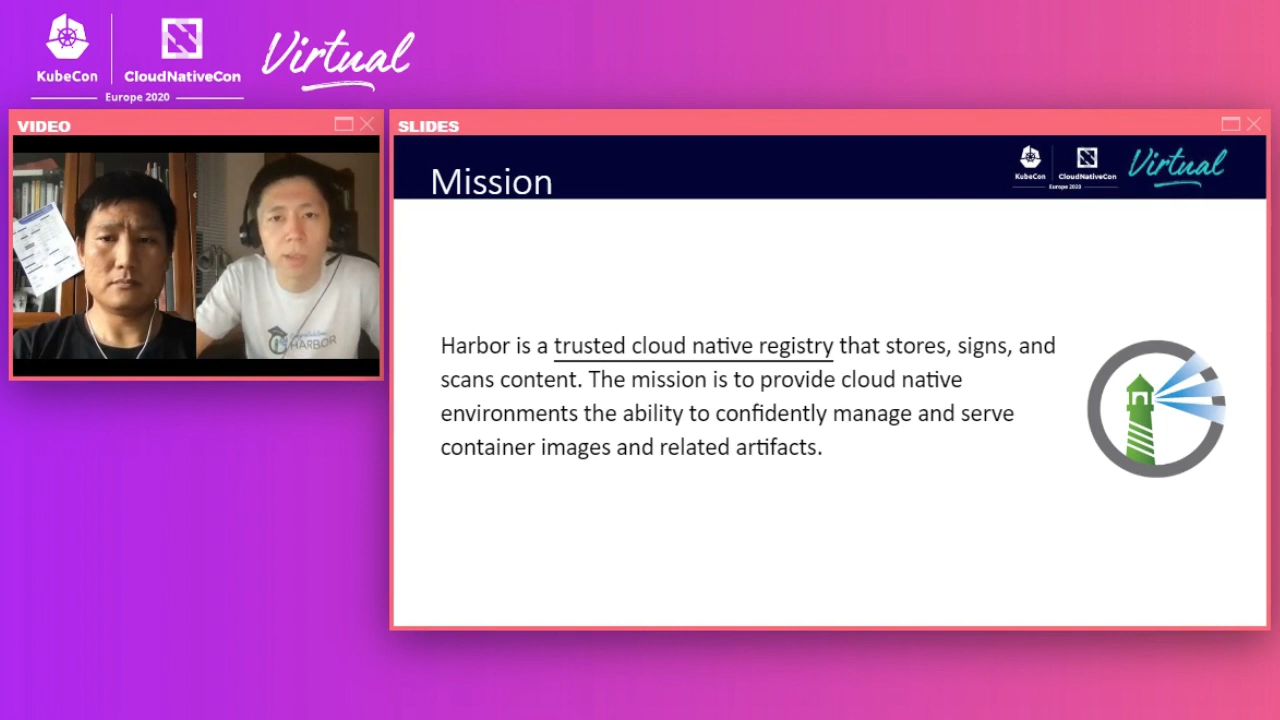 KubeCon
CloudNativeCon
Europe 2020
Virtual
VIDEO
HARBOR
SLIDES
Mission
KubeCon
CloudNativeCon
Europe 2020
Virtual
Harbor is a trusted cloud native registry that stores, signs, and
scans content. The mission is to provide cloud native
environments the ability to confidently manage and serve
container images and related artifacts.